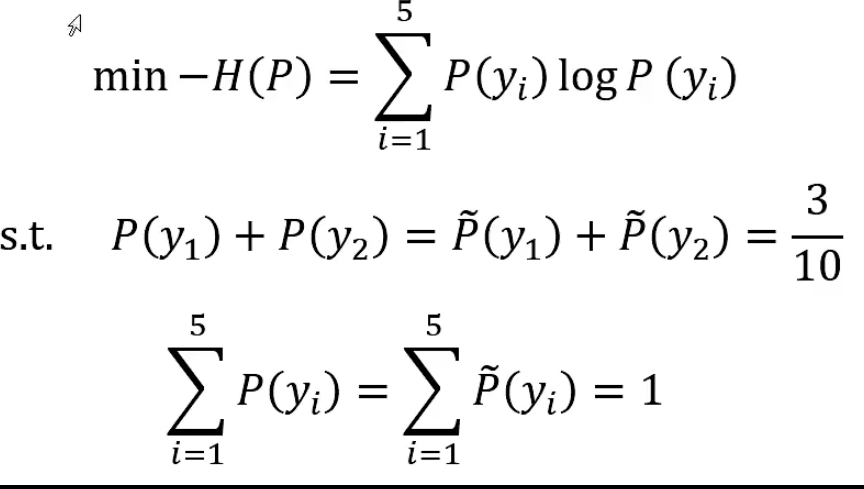 min −H(P) = ∑_{i=1}^{5} P(y_i) log P (y_i)
s.t. P(y_1) + P(y_2) = P̃(y_1) + P̃(y_2) = 3/10
∑_{i=1}^{5} P(y_i) = ∑_{i=1}^{5} P̃(y_i) = 1